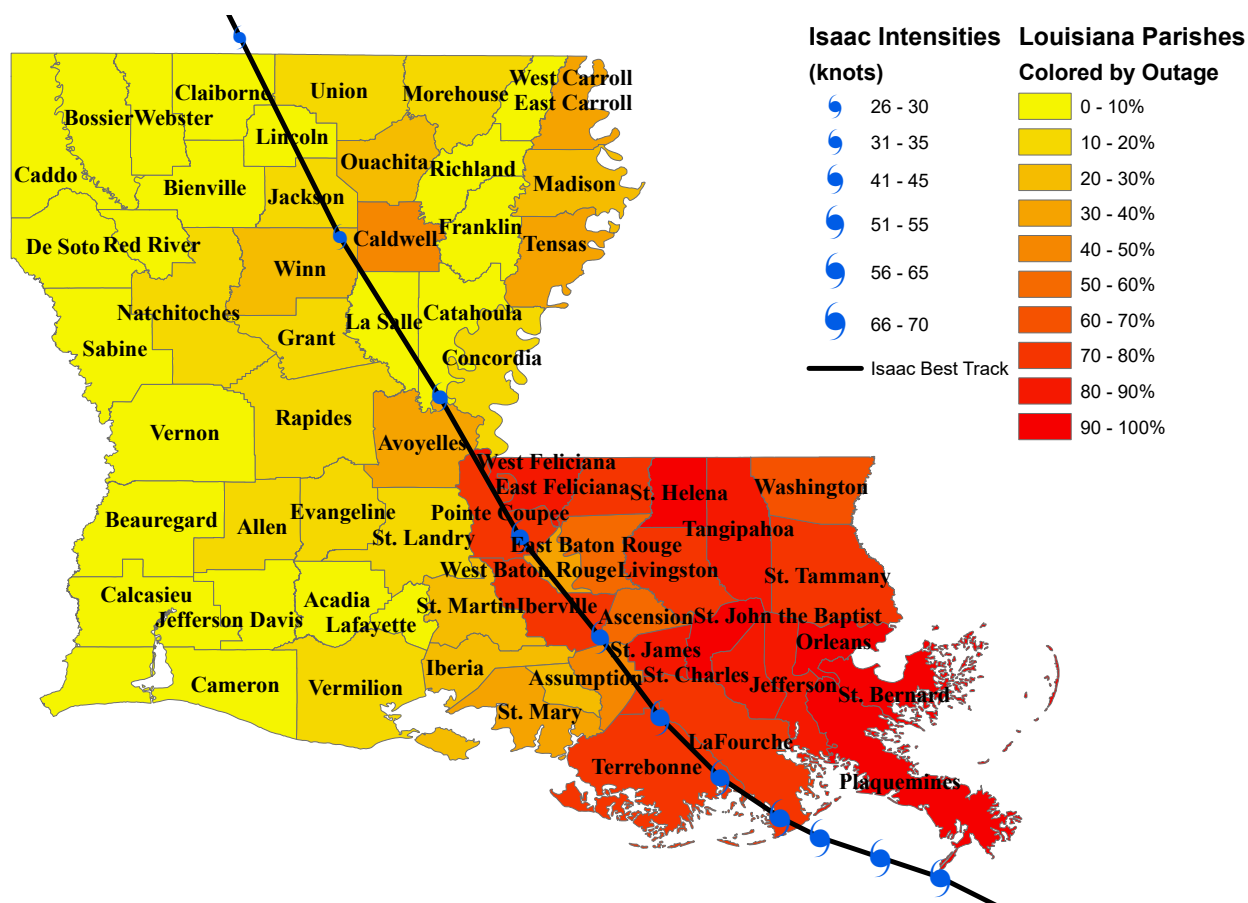 Isaac Intensities
(knots)
26 - 30
31 - 35
41 - 45
51 - 55
56 - 65
66 - 70
Isaac Best Track
Louisiana Parishes
Colored by Outage
0 - 10%
10 - 20%
20 - 30%
30 - 40%
40 - 50%
50 - 60%
60 - 70%
70 - 80%
80 - 90%
90 - 100%
West Carroll
Claiborne
Union
Morehouse
East Carroll
Bossier
Webster
Lincoln
Ouachita
Richland
Caddo
Bienville
Madison
Jackson
Franklin
De Soto
Red River
Caldwell
Tensas
Winn
Natchitoches
La Salle
Catahoula
Grant
Sabine
Concordia
Rapides
Vernon
Avoyelles
West Feliciana
East Feliciana
St. Helena
Washington
Beauregard
Allen
Evangeline
Pointe Coupee
Tangipahoa
St. Landry
East Baton Rouge
West Baton Rouge
Livingston
St. Tammany
Calcasieu
Acadia
St. Martin
Iberville
Jefferson Davis
Lafayette
Ascension
St. John the Baptist
Orleans
St. James
Iberia
Assumption
St. Charles
Cameron
Vermilion
Jefferson
St. Bernard
St. Mary
LaFourche
Terrebonne
Plaquemines